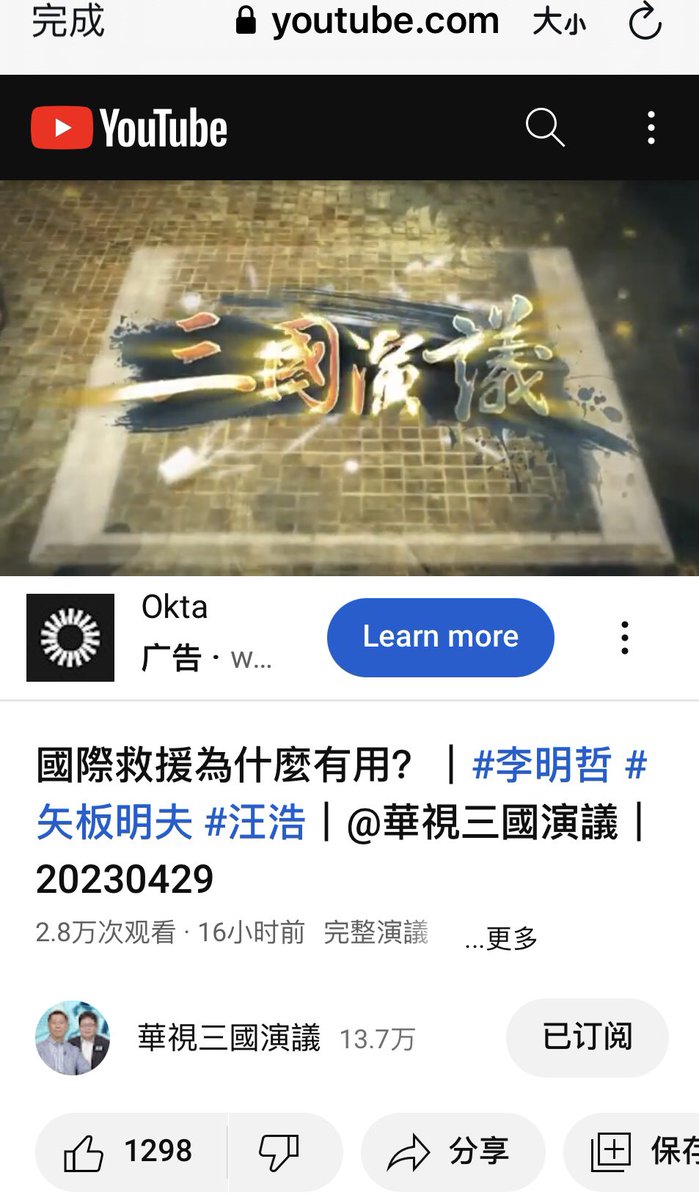 完成 youtube.com 大小
YouTube
三國演議
Okta
广告 · w...
Learn more
國際救援為什麼有用？｜#李明哲 #
矢板明夫 #汪浩｜@華視三國演議｜
20230429
2.8万次观看 · 16小时前 完整演議 ...更多
華視三國演議 13.7万 已订阅
1298 分享 保存